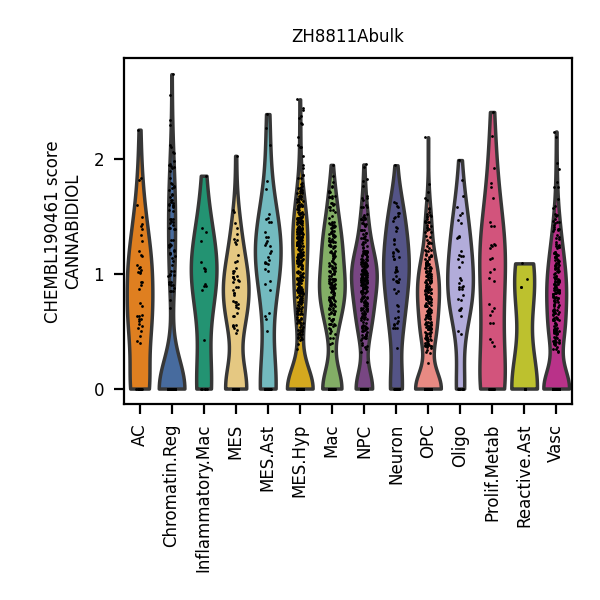 ZH8811Abulk
CHEMBL190461 score
CANNABIDIOL
2
1
0
AC
Chromatin.Reg
Inflammatory.Mac
MES
MES.Ast
MES.Hyp
Mac
NPC
Neuron
OPC
Oligo
Prolif.Metab
Reactive.Ast
Vasc